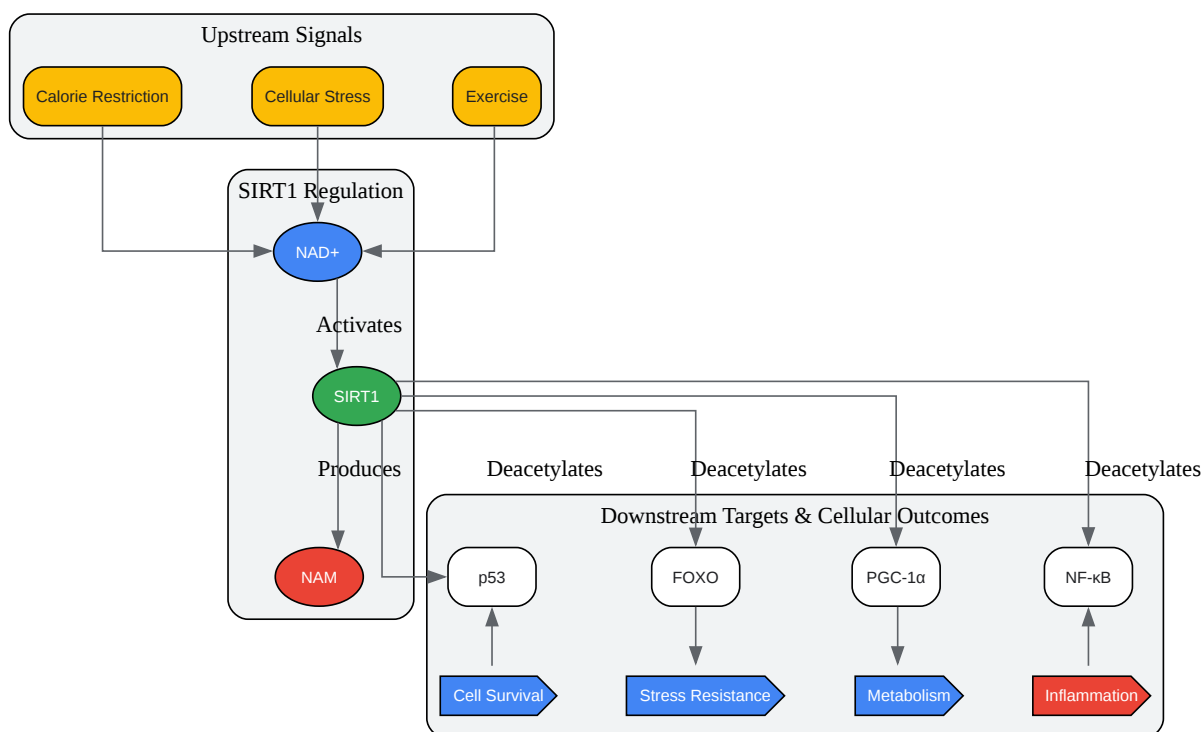 Upstream Signals
Calorie Restriction
Cellular Stress
Exercise
SIRT1 Regulation
NAD+
Activates
SIRT1
Produces
Deacetylates
Deacetylates
Deacetylates
Deacetylates
Downstream Targets & Cellular Outcomes
NAM
p53
FOXO
PGC-1α
NF-κB
Cell Survival
Stress Resistance
Metabolism
Inflammation